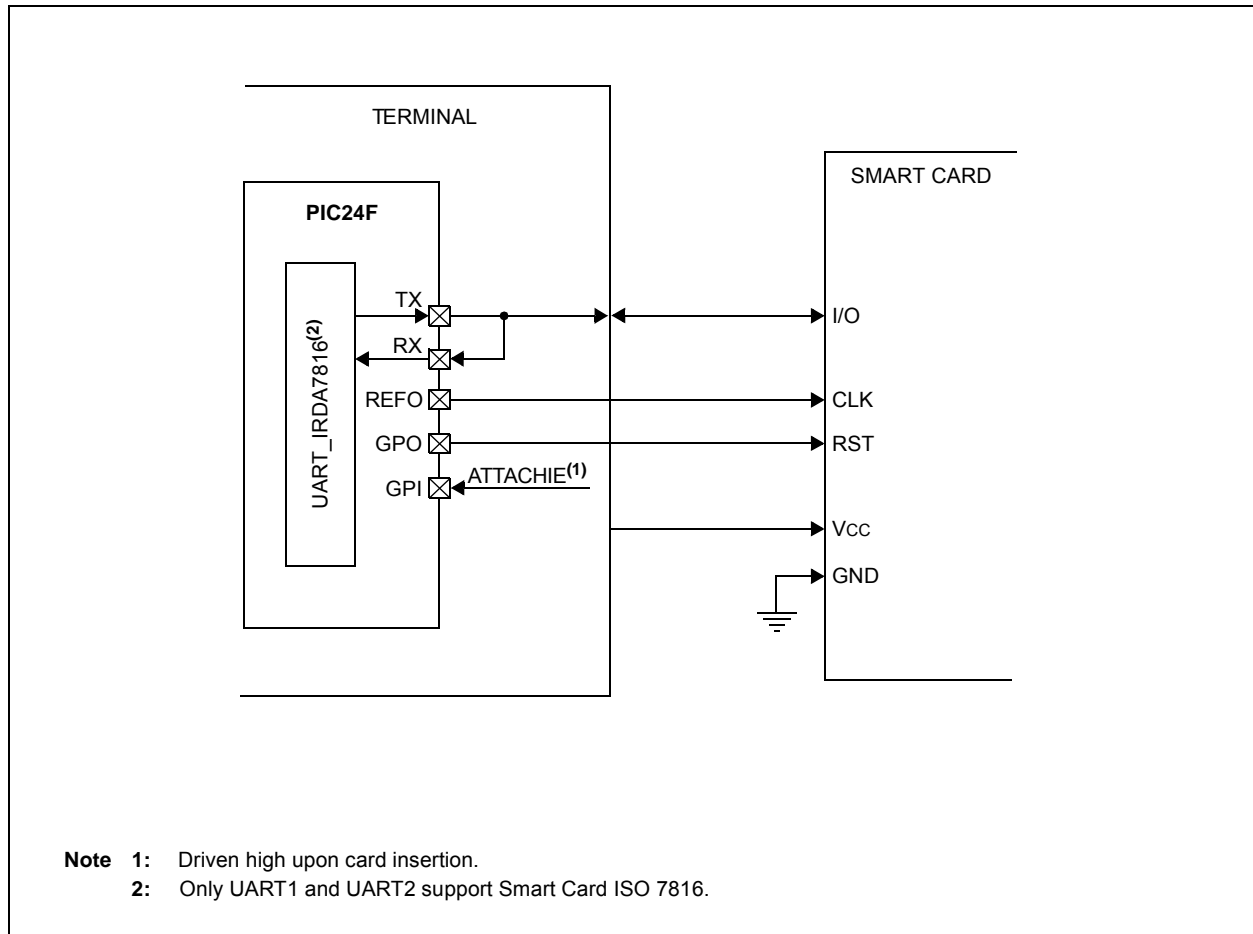 TERMINAL
SMART CARD
PIC24F
UART_IRDA7816(2)
TX
I/O
RX
REFO
CLK
GPO
RST
GPI
ATTACHIE(1)
VCC
GND
Note 1: Driven high upon card insertion.
2: Only UART1 and UART2 support Smart Card ISO 7816.